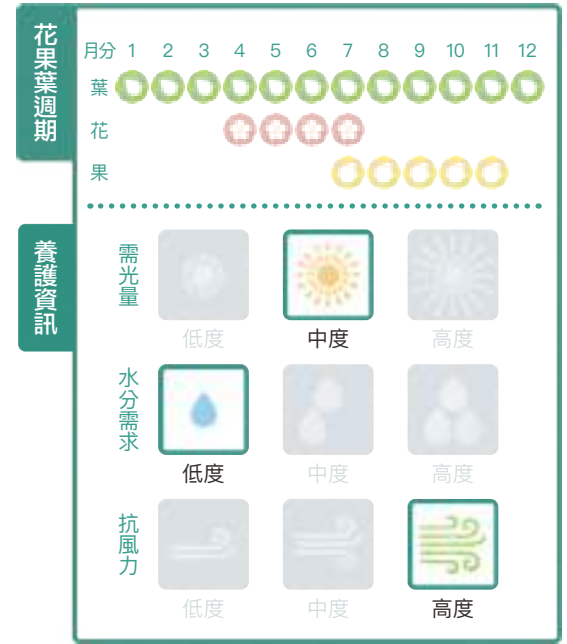 花果葉週期
月分 1 2 3 4 5 6 7 8 9 10 11 12
葉
花
果
養護資訊
需光量
低度 中度 高度
水分需求
低度 中度 高度
抗風力
低度 中度 高度